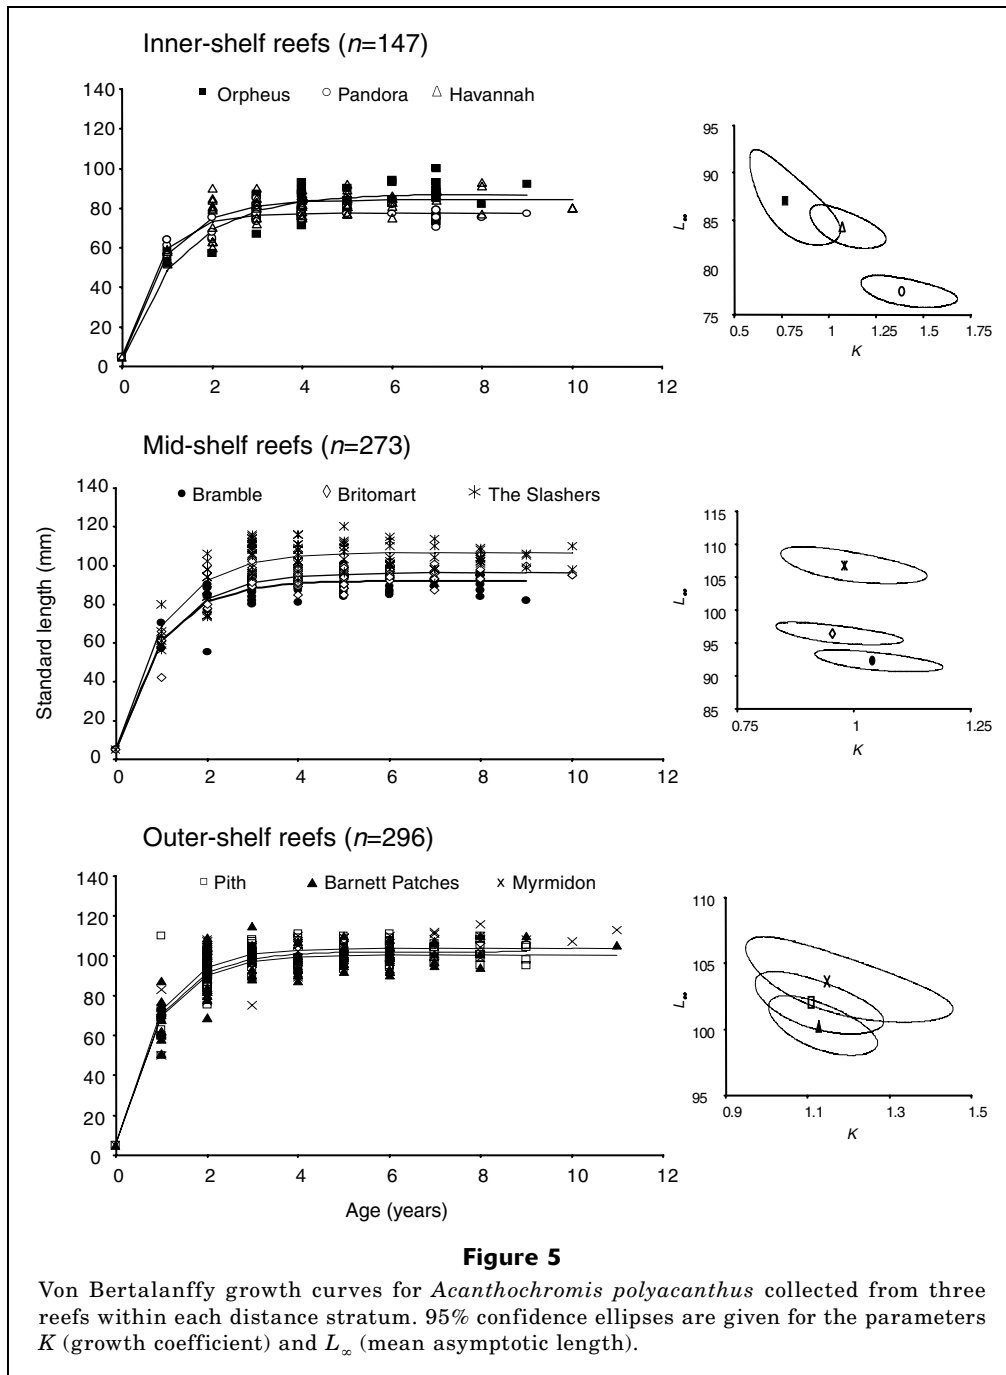 Inner-shelf reefs (n=147)
Orpheus Pandora Havannah
140
120
100
80
60
40
20
0
0 2 4 6 8 10 12
95
90
85
80
75
L∞
0.5 0.75 1 1.25 1.5 1.75
K
Mid-shelf reefs (n=273)
Bramble Britomart The Slashers
140
120
100
80
60
40
20
0
Standard length (mm)
0 2 4 6 8 10 12
115
110
105
100
95
90
85
L∞
0.75 1 1.25
K
Outer-shelf reefs (n=296)
Pith Barnett Patches Myrmidon
140
120
100
80
60
40
20
0
0 2 4 6 8 10 12
Age (years)
110
105
100
95
L∞
0.9 1.1 1.3 1.5
K
Figure 5
Von Bertalanffy growth curves for Acanthochromis polyacanthus collected from three
reefs within each distance stratum. 95% confidence ellipses are given for the parameters
K (growth coefficient) and L∞ (mean asymptotic length).